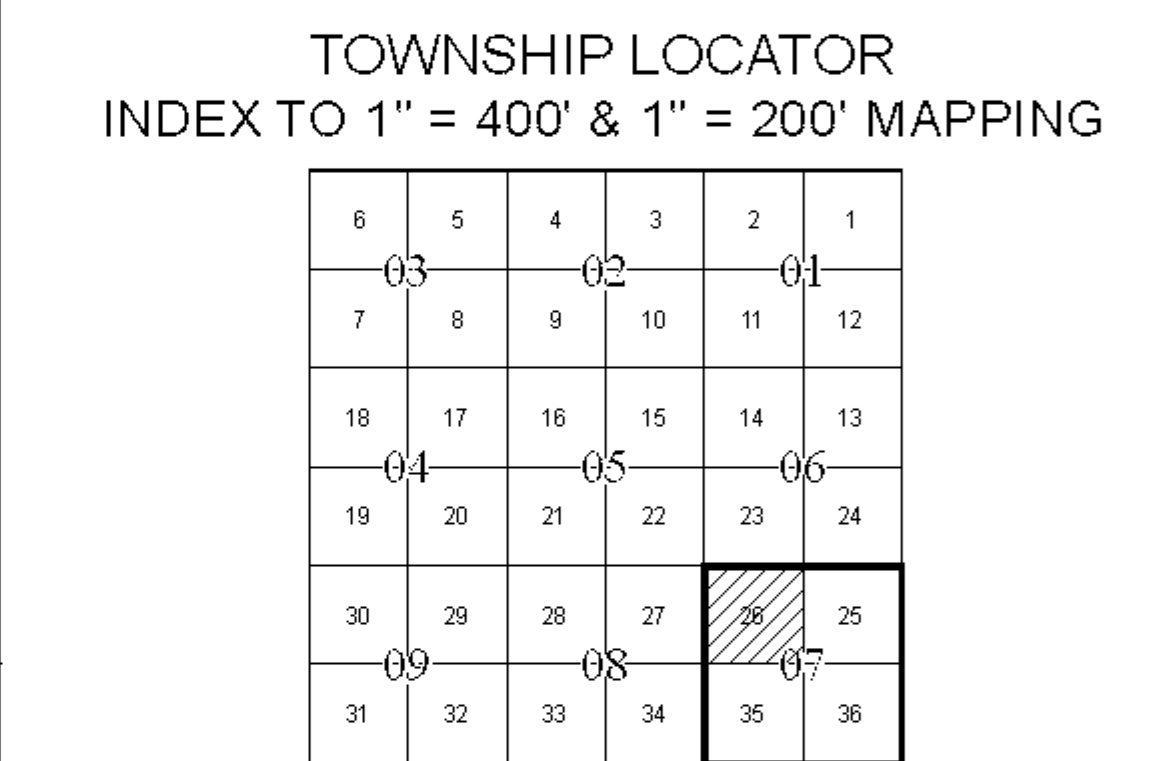 TOWNSHIP LOCATOR
INDEX TO 1" = 400' & 1" = 200' MAPPING
6 5 4 3 2 1
03 02 01
7 8 9 10 11 12
18 17 16 15 14 13
04 05 06
19 20 21 22 23 24
30 29 28 27 26 25
09 08 07
31 32 33 34 35 36